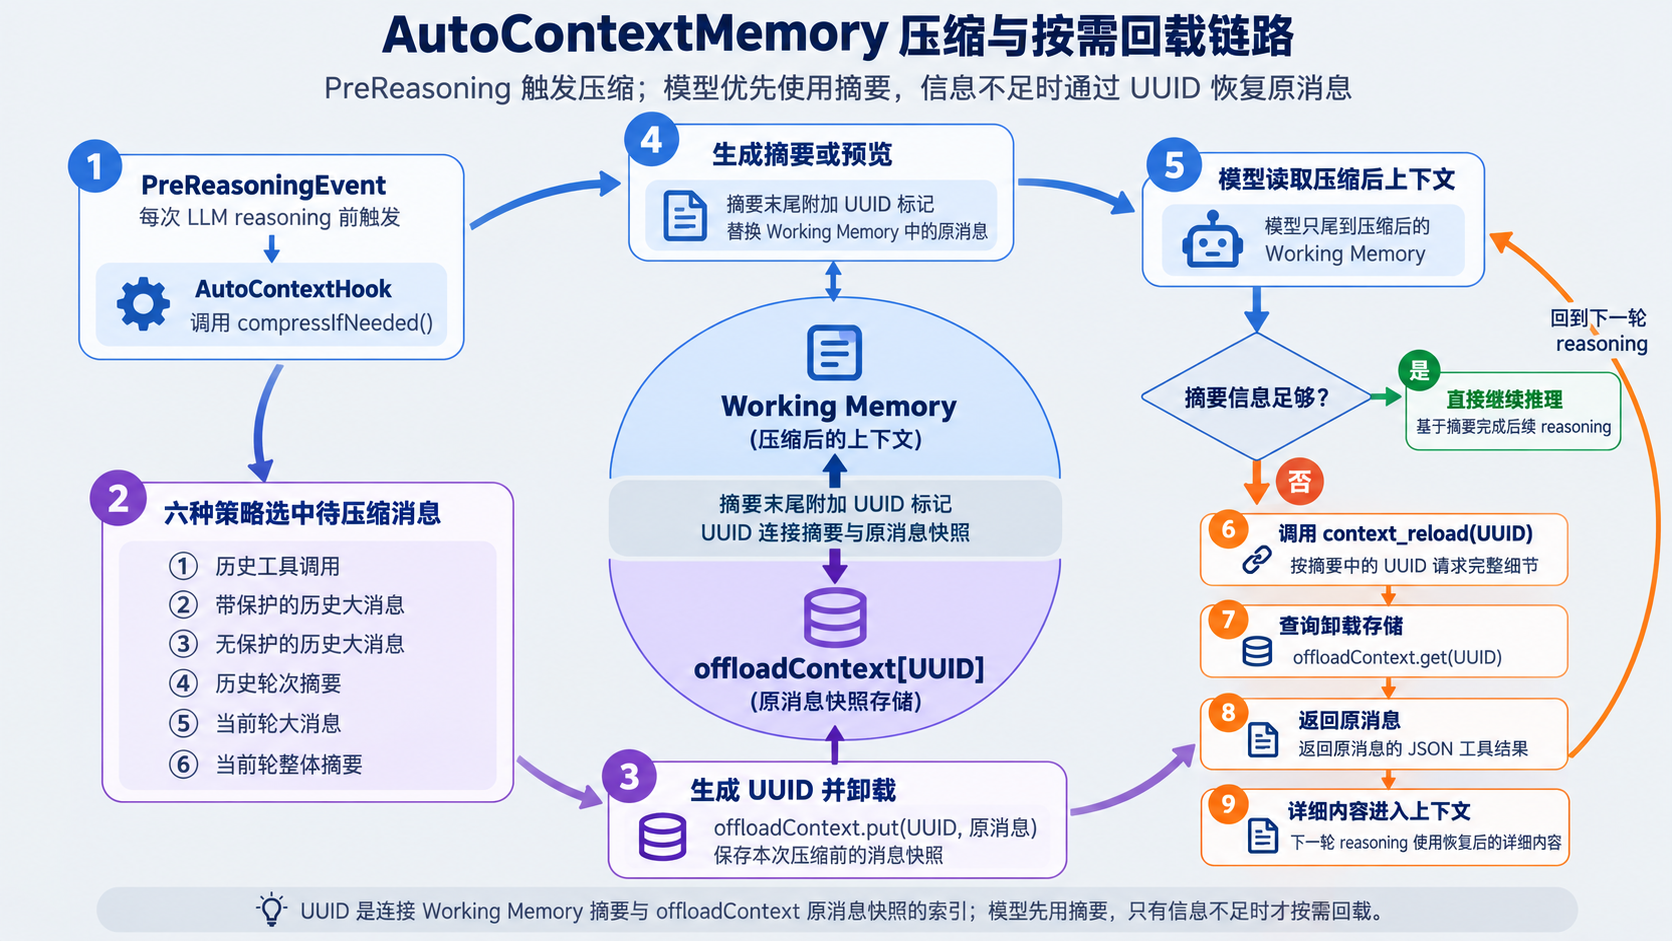 AutoContextMemory 压缩与按需回载链路
PreReasoning 触发压缩；模型优先使用摘要，信息不足时通过 UUID 恢复原消息
1
PreReasoningEvent
每次 LLM reasoning 前触发
AutoContextHook
调用 compressIfNeeded()
2
六种策略选中待压缩消息
① 历史工具调用
② 带保护的历史大消息
③ 无保护的历史大消息
④ 历史轮次摘要
⑤ 当前轮大消息
⑥ 当前轮整体摘要
3
生成 UUID 并卸载
offloadContext.put(UUID, 原消息)
保存本次压缩前的消息快照
4
生成摘要或预览
摘要末尾附加 UUID 标记
替换 Working Memory 中的原消息
Working Memory
(压缩后的上下文)
摘要末尾附加 UUID 标记
UUID 连接摘要与原消息快照
offloadContext[UUID]
(原消息快照存储)
5
模型读取压缩后上下文
模型只尾到压缩后的
Working Memory
摘要信息足够？
是
直接继续推理
基于摘要完成后续 reasoning
否
6
调用 context_reload(UUID)
按摘要中的 UUID 请求完整细节
7
查询卸载存储
offloadContext.get(UUID)
8
返回原消息
返回原消息的 JSON 工具结果
9
详细内容进入上下文
下一轮 reasoning 使用恢复后的详细内容
回到下一轮
reasoning
UUID 是连接 Working Memory 摘要与 offloadContext 原消息快照的索引；模型先用摘要，只有信息不足时才按需回载。